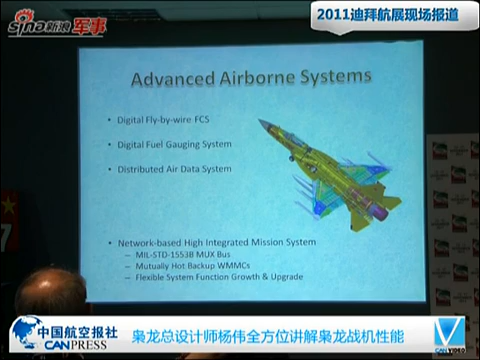 sina新浪 军事
2011迪拜航展现场报道
Advanced Airborne Systems
• Digital Fly-by-wire FCS
• Digital Fuel Gauging System
• Distributed Air Data System
• Network-based High Integrated Mission System
– MIL-STD-1553B MUX Bus
– Mutually Hot Backup WMMCs
– Flexible System Function Growth & Upgrade
7
中国航空报社
CANPRESS
枭龙总设计师杨伟全方位讲解枭龙战机性能
CANVIDEO